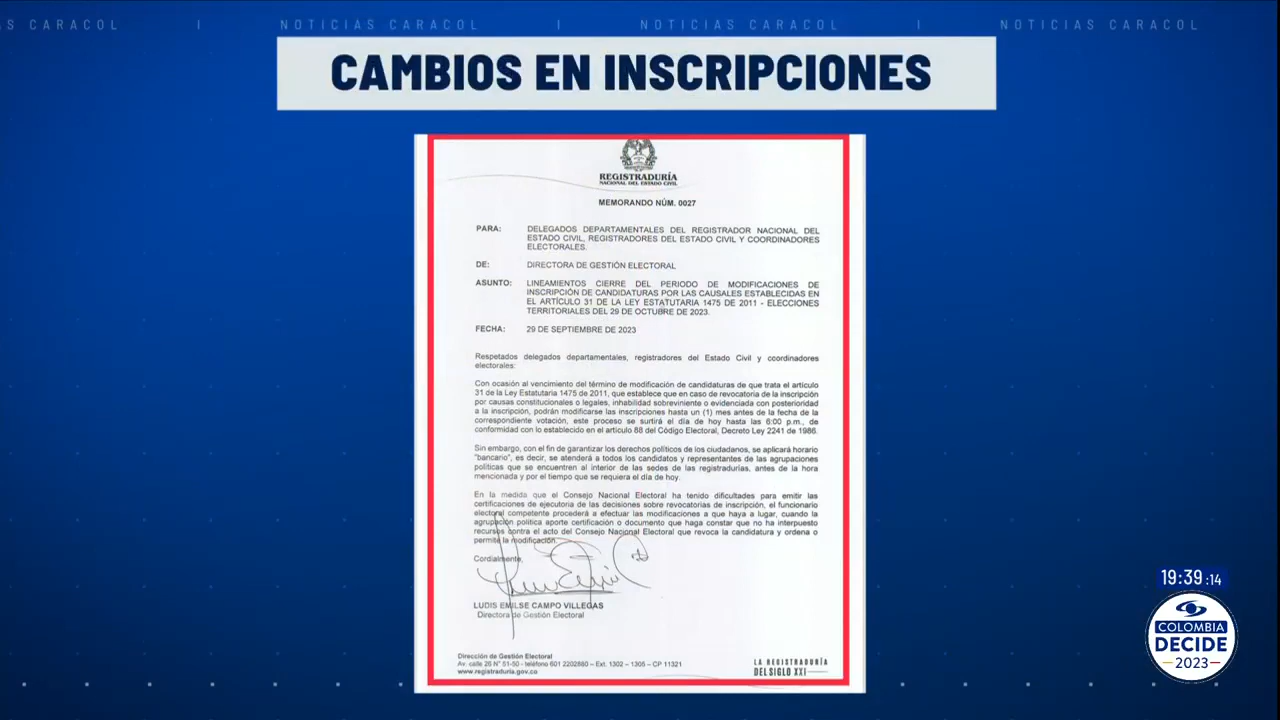 AS CARACOL | NOTICIAS CARACOL | NOTICIAS CARACOL | NOTICIAS CARACOL
CAMBIOS EN INSCRIPCIONES
REGISTRADURÍA
NACIONAL DEL ESTADO CIVIL
MEMORANDO NÚM. 0027
PARA: DELEGADOS DEPARTAMENTALES DEL REGISTRADOR NACIONAL DEL
ESTADO CIVIL, REGISTRADORES DEL ESTADO CIVIL Y COORDINADORES
ELECTORALES.
DE: DIRECTORA DE GESTIÓN ELECTORAL
ASUNTO: LINEAMIENTOS CIERRE DEL PERIODO DE MODIFICACIONES DE
INSCRIPCIÓN DE CANDIDATURAS POR LAS CAUSALES ESTABLECIDAS EN
EL ARTÍCULO 31 DE LA LEY ESTATUTARIA 1475 DE 2011 - ELECCIONES
TERRITORIALES DEL 29 DE OCTUBRE DE 2023.
FECHA: 29 DE SEPTIEMBRE DE 2023
Respetados delegados departamentales, registradores del Estado Civil y coordinadores
electorales:
Con ocasión al vencimiento del término de modificación de candidaturas de que trata el artículo
31 de la Ley Estatutaria 1475 de 2011, que establece que en caso de revocatoria de la inscripción
por causas constitucionales o legales, inhabilidad sobreviniente o evidenciada con posterioridad
a la inscripción, podrán modificarse las inscripciones hasta un (1) mes antes de la fecha de la
correspondiente votación, este proceso se surtirá el día de hoy hasta las 6:00 p.m., de
conformidad con lo establecido en el artículo 88 del Código Electoral, Decreto Ley 2241 de 1986.
Sin embargo, con el fin de garantizar los derechos políticos de los ciudadanos, se aplicará horario
"bancario", es decir, se atenderá a todos los candidatos y representantes de las agrupaciones
políticas que se encuentren al interior de las sedes de las registradurías, antes de la hora
mencionada y por el tiempo que se requiera el día de hoy.
En la medida que el Consejo Nacional Electoral ha tenido dificultades para emitir las
certificaciones de ejecutoria de las decisiones sobre revocatorias de inscripción, el funcionario
electoral competente procederá a efectuar las modificaciones a que haya a lugar, cuando la
agrupación política aporte certificación o documento que haga constar que no ha interpuesto
recursos contra el acto del Consejo Nacional Electoral que revoca la candidatura y ordena o
permite la modificación.
Cordialmente,
LUDIS EMILSE CAMPO VILLEGAS
Directora de Gestión Electoral
Dirección de Gestión Electoral
Av. calle 26 N° 51-50 - teléfono 601 2202880 – Ext. 1302 – 1305 – CP 11321
www.registraduria.gov.co
LA REGISTRADURÍA
DEL SIGLO XXI
19:39:14
COLOMBIA
DECIDE
2023